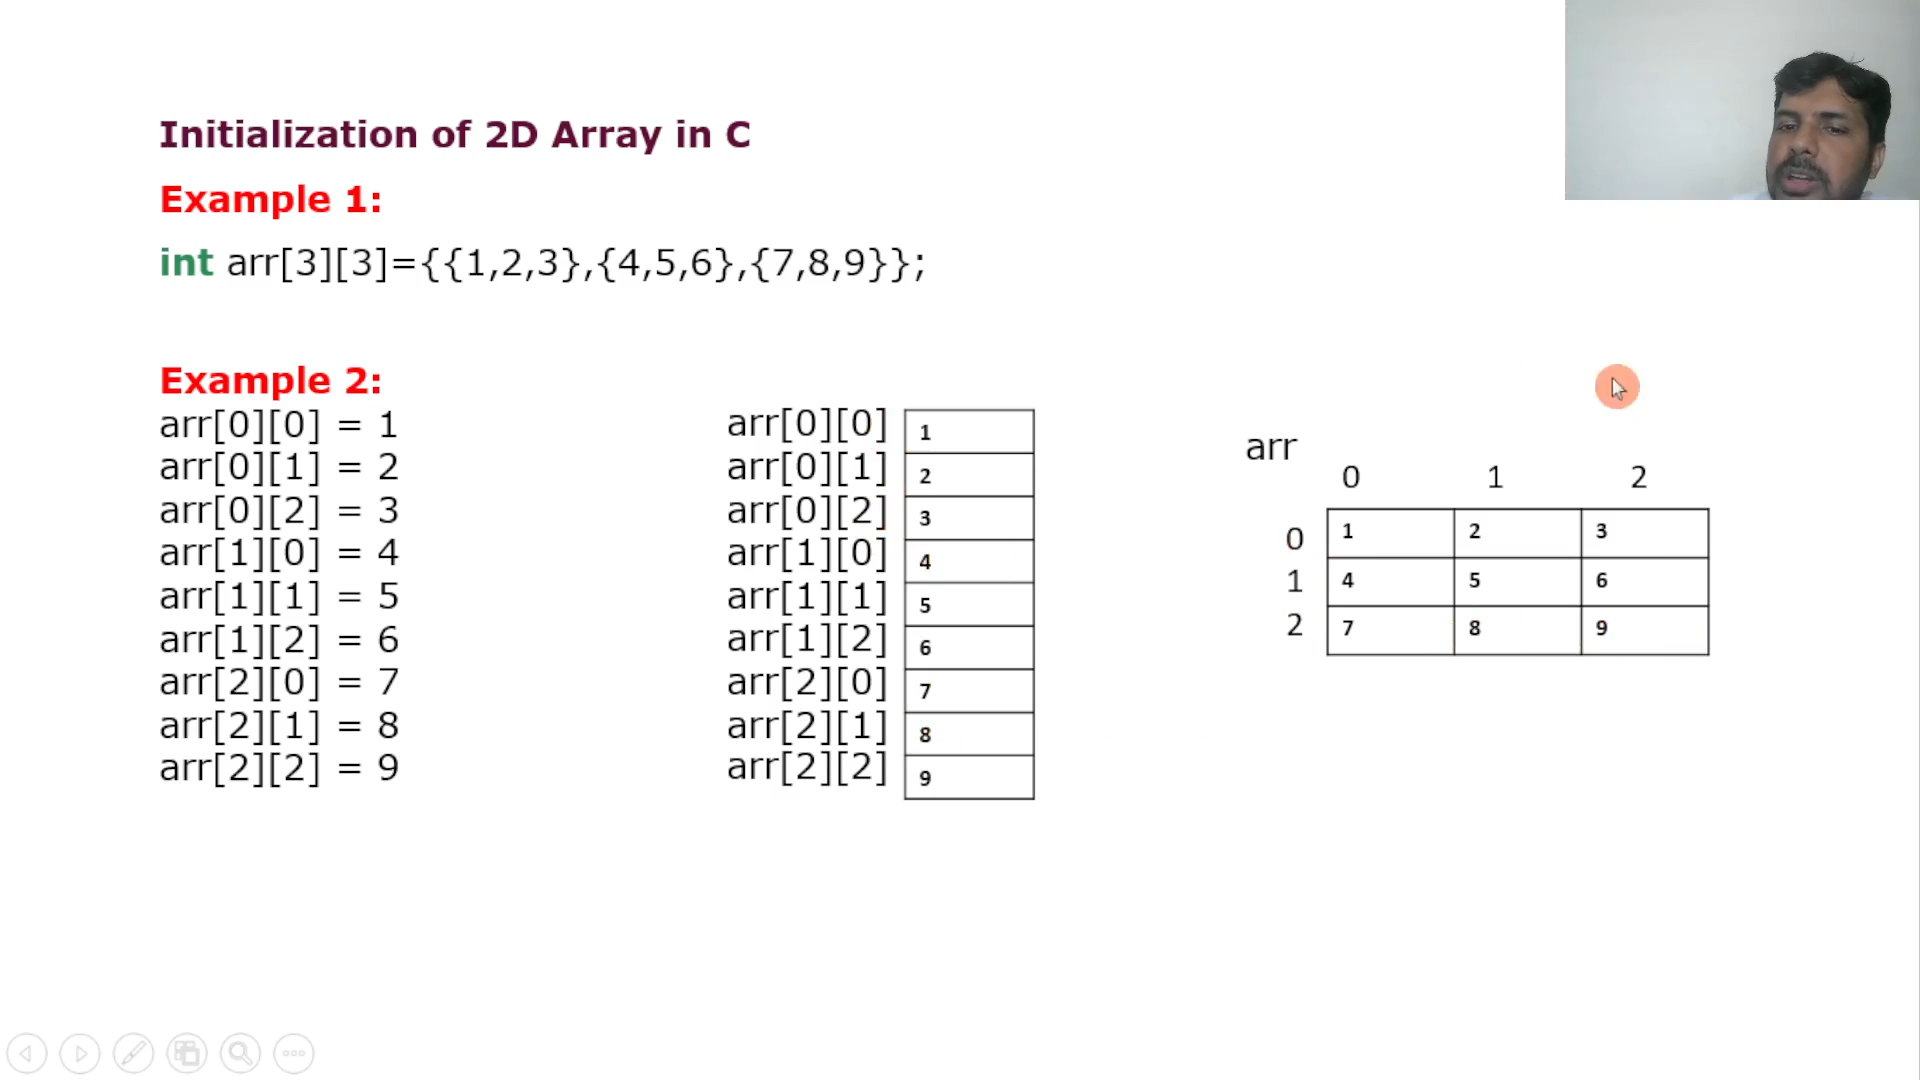 Initialization of 2D Array in C
Example 1:
int arr[3][3]={{1,2,3},{4,5,6},{7,8,9}};
Example 2:
arr[0][0] = 1
arr[0][1] = 2
arr[0][2] = 3
arr[1][0] = 4
arr[1][1] = 5
arr[1][2] = 6
arr[2][0] = 7
arr[2][1] = 8
arr[2][2] = 9
arr[0][0] 1
arr[0][1] 2
arr[0][2] 3
arr[1][0] 4
arr[1][1] 5
arr[1][2] 6
arr[2][0] 7
arr[2][1] 8
arr[2][2] 9
arr
0 1 2
0 1 2 3
1 4 5 6
2 7 8 9